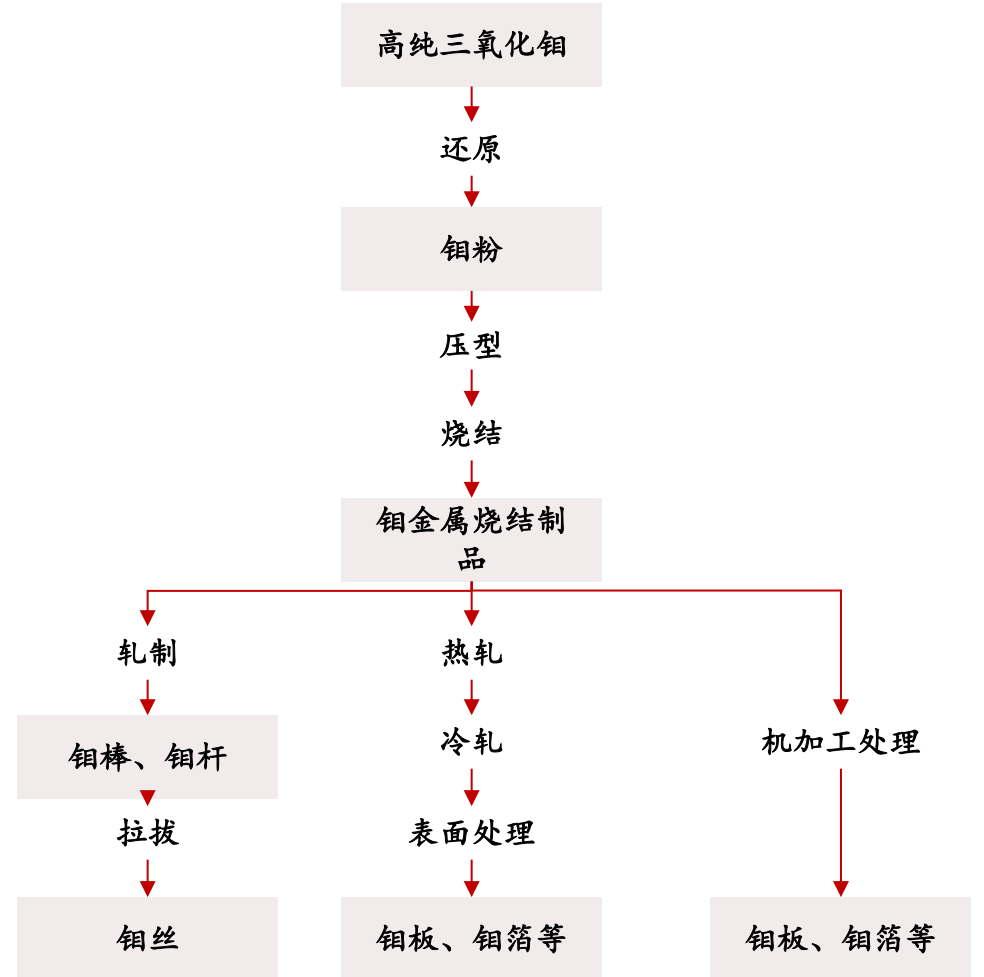 高纯三氧化钼
还原
钼粉
压型
烧结
钼金属烧结制
品
轧制
热轧
钼棒、钼杆
冷轧
机加工处理
拉拔
表面处理
钼丝
钼板、钼箔等
钼板、钼箔等